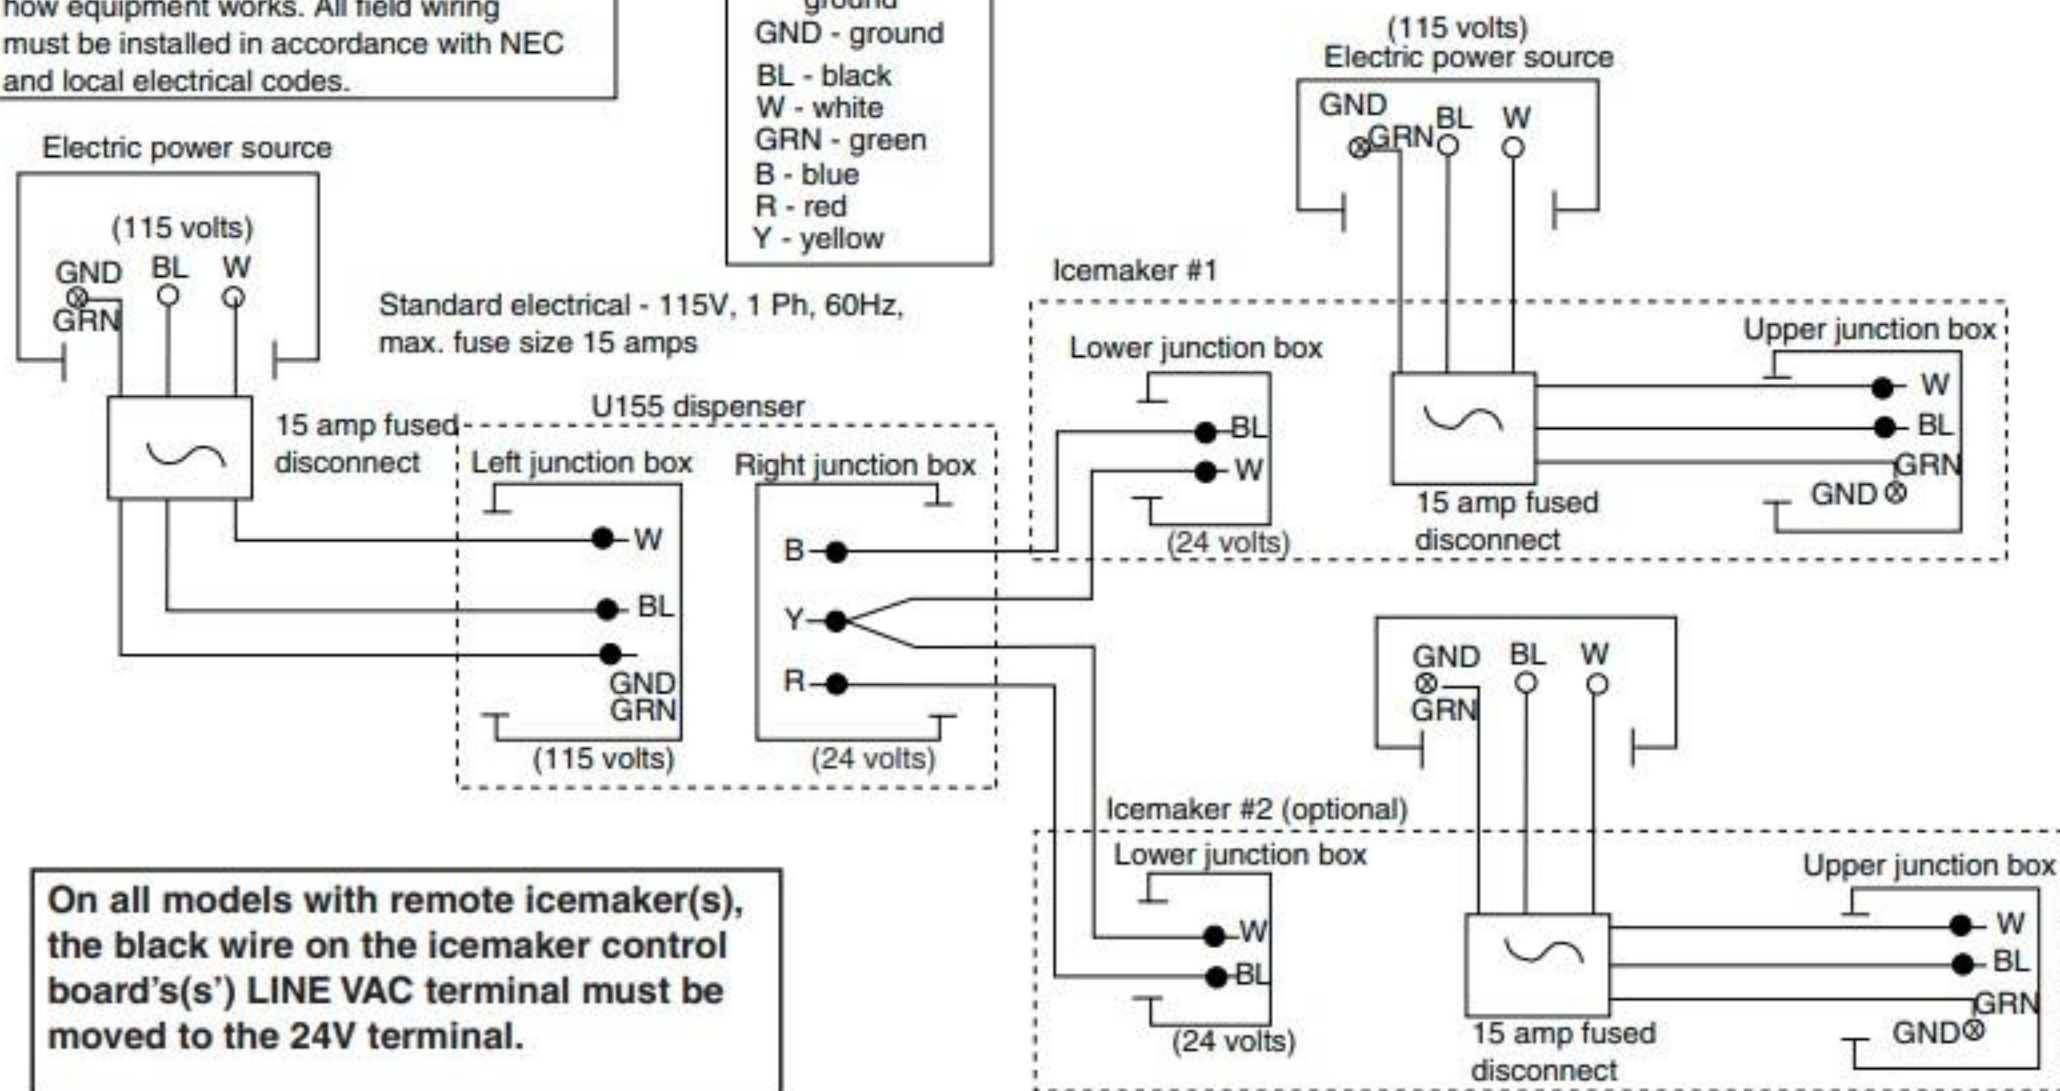 how equipment works. All field wiring
must be installed in accordance with NEC
and local electrical codes.
ground
GND - ground
BL - black
W - white
GRN - green
B - blue
R - red
Y - yellow
Electric power source
(115 volts)
GND BL W
GRN
15 amp fused
disconnect
Standard electrical - 115V, 1 Ph, 60Hz,
max. fuse size 15 amps
U155 dispenser
Left junction box
W
BL
GND
GRN
(115 volts)
Right junction box
B
Y
R
(24 volts)
(115 volts)
Electric power source
GND
GRN BL W
Icemaker #1
Lower junction box
BL
W
(24 volts)
15 amp fused
disconnect
Upper junction box
W
BL
GRN
GND
GND BL W
GRN
Icemaker #2 (optional)
Lower junction box
W
BL
(24 volts)
15 amp fused
disconnect
Upper junction box
W
BL
GRN
GND
On all models with remote icemaker(s),
the black wire on the icemaker control
board's(s') LINE VAC terminal must be
moved to the 24V terminal.